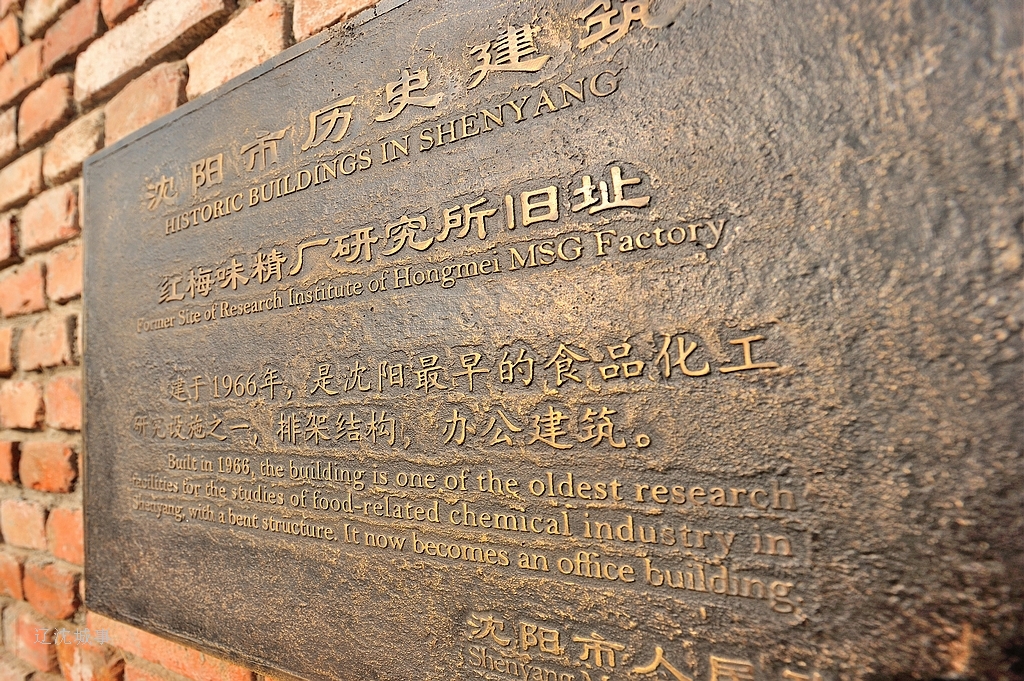 沈阳市历史建筑
HISTORIC BUILDINGS IN SHENYANG
红梅味精厂研究所旧址
Former Site of Research Institute of Hongmei MSG Factory
建于1966年，是沈阳最早的食品化工
研究设施之一，排架结构，办公建筑。
Built in 1966, the building is one of the oldest research
facilities for the studies of food-related chemical industry in
Shenyang, with a bent structure. It now becomes an office building.
沈阳市人民
Shenyang
辽沈城事